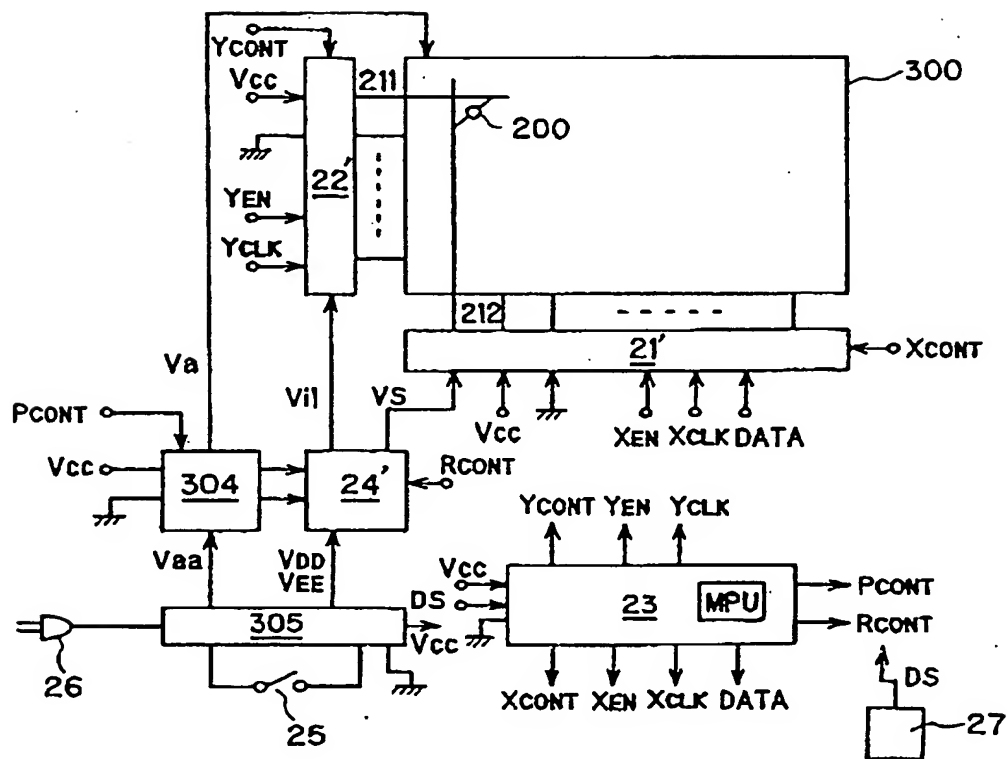 YCONT
VCC
211
300
200
22'
YEN
YCLK
212
21'
XCONT
Va
Vil
VS
PCONT
VCC
XEN XCLK DATA
VCC
304
24'
RCONT
Vaa
VDD
VEE
YCONT YEN YCLK
VCC
DS
23
MPU
PCONT
RCONT
305
VCC
26
25
XCONT XEN XCLK DATA
DS
27